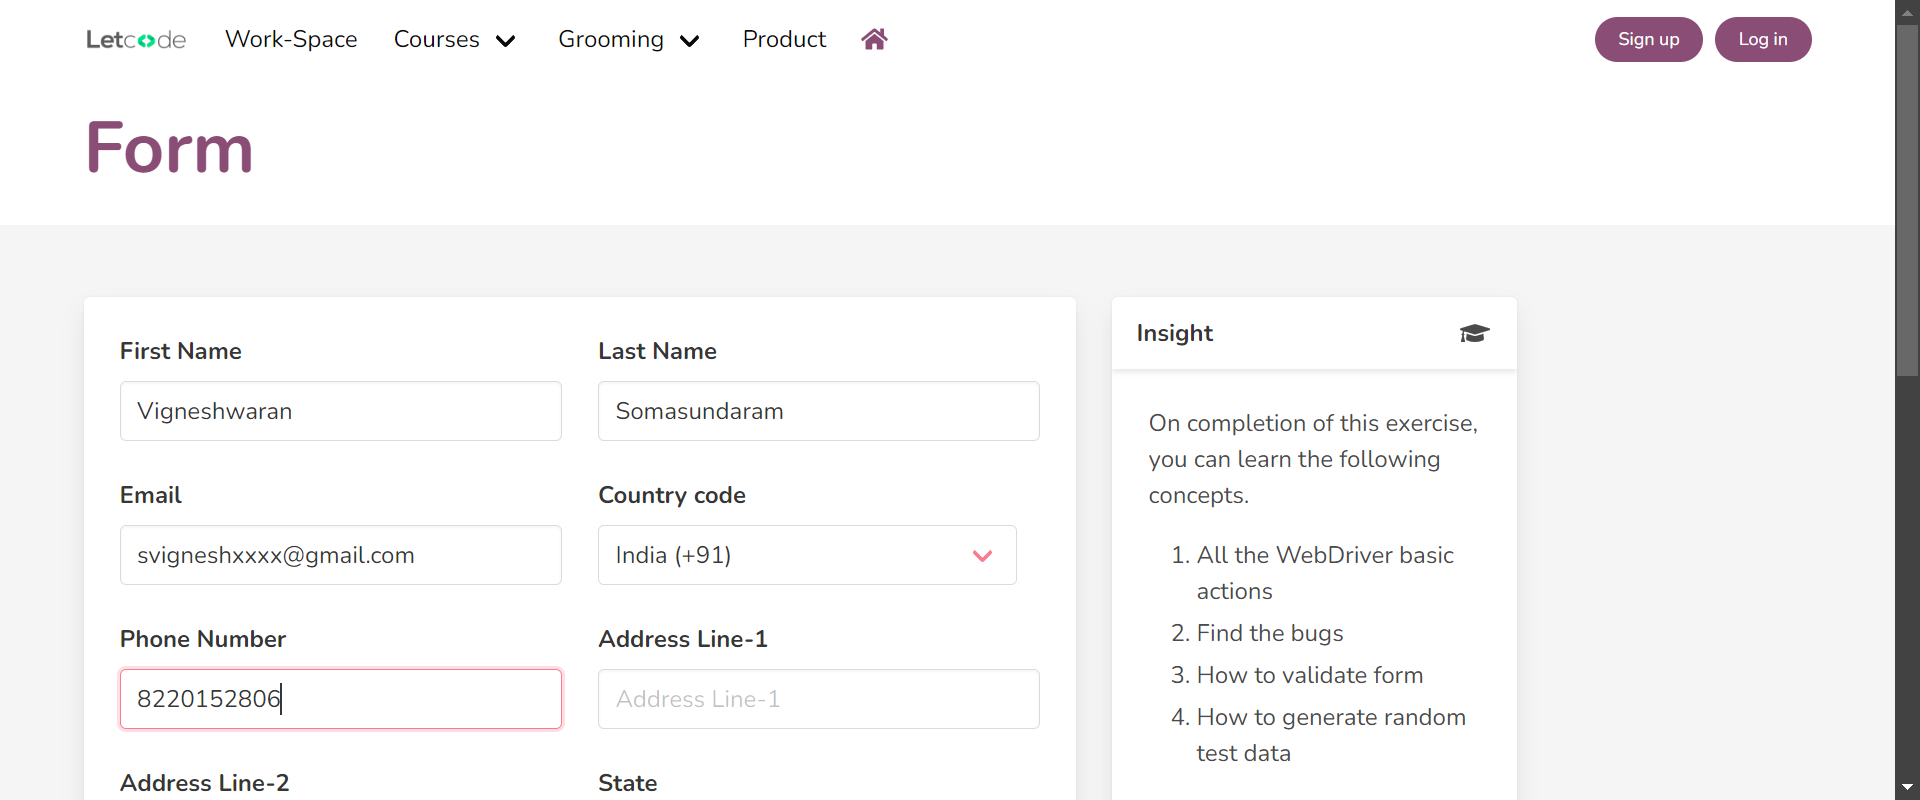 Letcode Work-Space Courses Grooming Product Sign up Log in
Form
First Name Last Name
Vigneshwaran Somasundaram
Email Country code
svigneshxxxx@gmail.com India (+91)
Phone Number Address Line-1
8220152806 Address Line-1
Address Line-2 State
Insight
On completion of this exercise,
you can learn the following
concepts.
1. All the WebDriver basic
actions
2. Find the bugs
3. How to validate form
4. How to generate random
test data